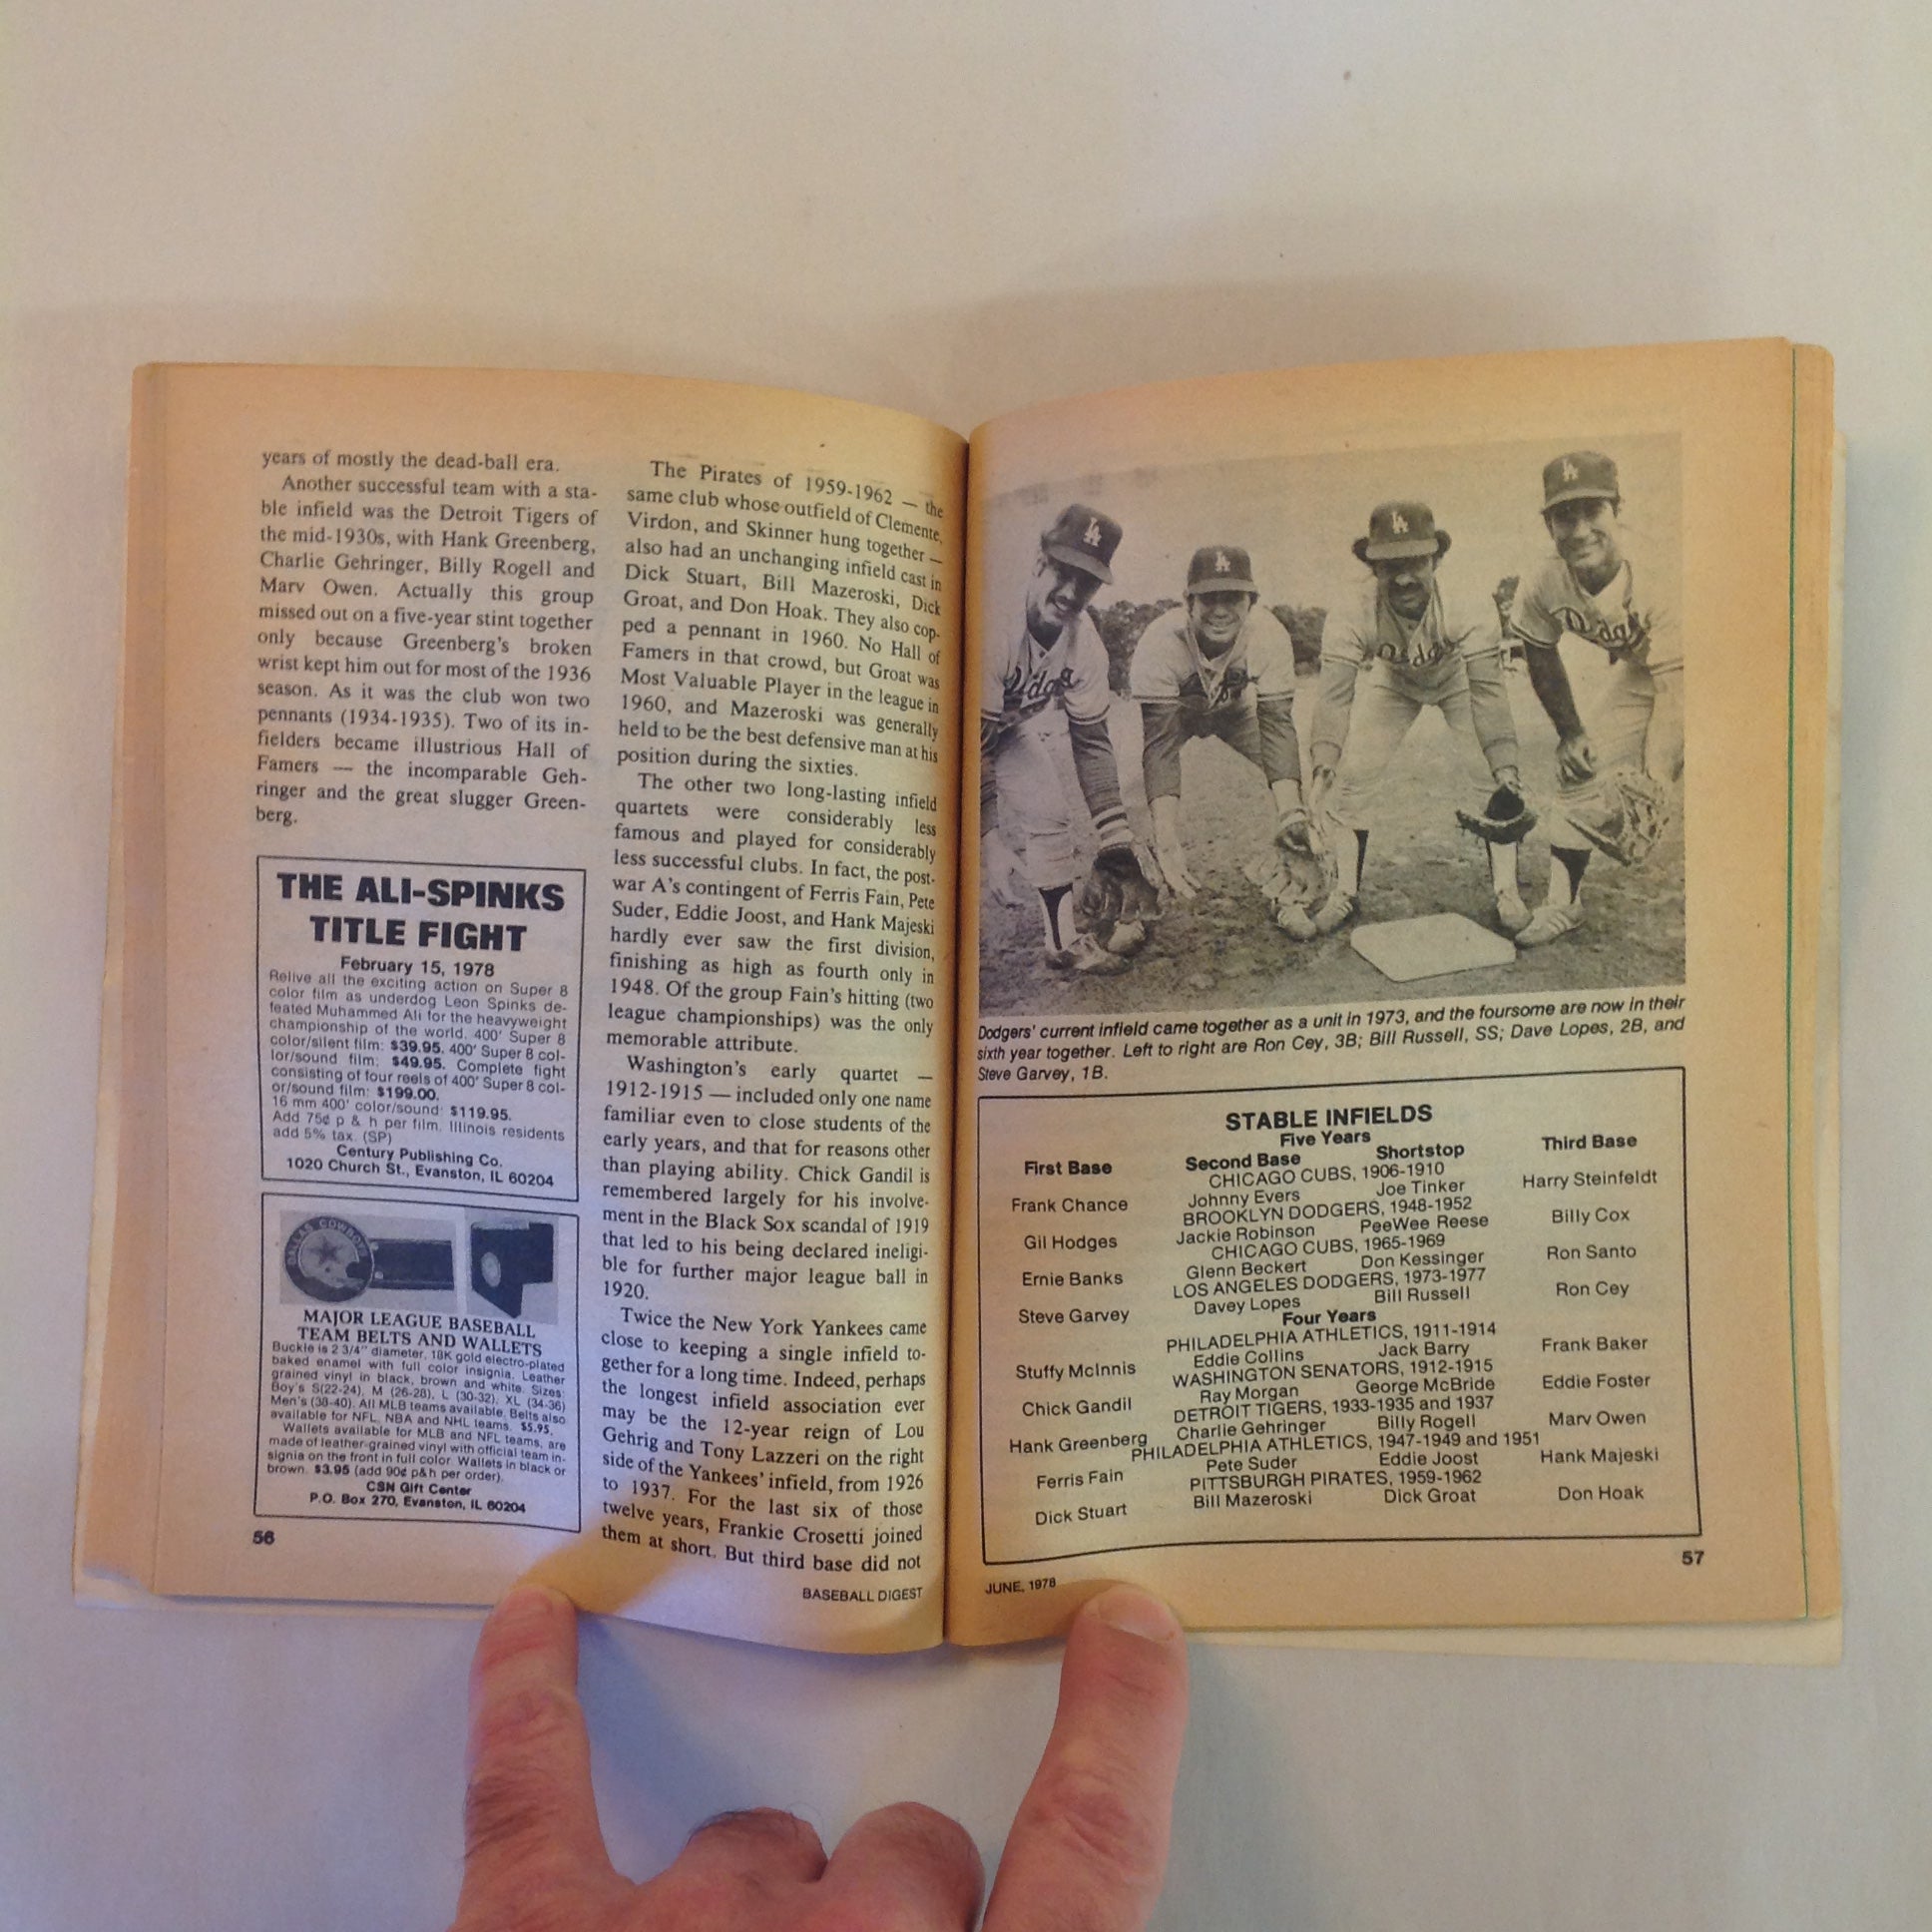 years of mostly the dead-ball era.
Another successful team with a sta-
ble infield was the Detroit Tigers of
the mid-1930s, with Hank Greenberg,
Charlie Gehringer, Billy Rogell and
Marv Owen. Actually this group
missed out on a five-year stint together
only because Greenberg's broken
wrist kept him out for most of the 1936
season. As it was the club won two
pennants (1934-1935). Two of its in-
fielders became illustrious Hall of
Famers — the incomparable Geh-
ringer and the great slugger Green-
berg.
THE ALI-SPINKS
TITLE FIGHT
February 15, 1978
Relive all the exciting action on Super 8
color film as underdog Leon Spinks de-
feated Muhammed Ali for the heavyweight
championship of the world. 400' Super 8
color/silent film: $39.95. 400' Super 8 col-
lor/sound film: $49.95. Complete fight
consisting of four reels of 400' Super 8 col-
or/sound film: $199.00.
16 mm 400' color/sound: $119.95.
Add 75¢ p & h per film. Illinois residents
add 5% tax. (SP)
Century Publishing Co.
1020 Church St., Evanston, IL 60204
DALLAS COWBOYS
MAJOR LEAGUE BASEBALL
TEAM BELTS AND WALLETS
Buckle is 2 3/4" diameter, 18K gold electro-plated
baked enamel with full color insignia. Leather
grained vinyl in black, brown and white. Sizes:
Boy's S(22-24), M (26-28), L (30-32), XL (34-36)
Men's (38-40). All MLB teams available. Belts also
available for NFL, NBA and NHL teams. $5.95.
Wallets available for MLB and NFL teams, are
made of leather-grained vinyl with official team in-
signia on the front in full color. Wallets in black or
brown. $3.95 (add 90¢ p&h per order).
CSN Gift Center
P.O. Box 270, Evanston, IL 60204
56
The Pirates of 1959-1962 — the
same club whose outfield of Clemente,
Virdon, and Skinner hung together —
also had an unchanging infield cast in
Dick Stuart, Bill Mazeroski, Dick
Groat, and Don Hoak. They also cop-
ped a pennant in 1960. No Hall of
Famers in that crowd, but Groat was
Most Valuable Player in the league in
1960, and Mazeroski was generally
held to be the best defensive man at his
position during the sixties.
The other two long-lasting infield
quartets were considerably less
famous and played for considerably
less successful clubs. In fact, the post-
war A's contingent of Ferris Fain, Pete
Suder, Eddie Joost, and Hank Majeski
hardly ever saw the first division,
finishing as high as fourth only in
1948. Of the group Fain's hitting (two
league championships) was the only
memorable attribute.
Washington's early quartet —
1912-1915 — included only one name
familiar even to close students of the
early years, and that for reasons other
than playing ability. Chick Gandil is
remembered largely for his involve-
ment in the Black Sox scandal of 1919
that led to his being declared ineligi-
ble for further major league ball in
1920.
Twice the New York Yankees came
close to keeping a single infield to-
gether for a long time. Indeed, perhaps
the longest infield association ever
may be the 12-year reign of Lou
Gehrig and Tony Lazzeri on the right
side of the Yankees' infield, from 1926
to 1937. For the last six of those
twelve years, Frankie Crosetti joined
them at short. But third base did not
BASEBALL DIGEST
LA
LA
LA
LA
Dodgers' current infield came together as a unit in 1973, and the foursome are now in their
sixth year together. Left to right are Ron Cey, 3B; Bill Russell, SS; Dave Lopes, 2B, and
Steve Garvey, 1B.
STABLE INFIELDS
Five Years
First Base Second Base Shortstop Third Base
CHICAGO CUBS, 1906-1910
Frank Chance Johnny Evers Joe Tinker Harry Steinfeldt
BROOKLYN DODGERS, 1948-1952
Gil Hodges Jackie Robinson PeeWee Reese Billy Cox
CHICAGO CUBS, 1965-1969
Ernie Banks Glenn Beckert Don Kessinger Ron Santo
LOS ANGELES DODGERS, 1973-1977
Steve Garvey Davey Lopes Bill Russell Ron Cey
Four Years
PHILADELPHIA ATHLETICS, 1911-1914
Stuffy McInnis Eddie Collins Jack Barry Frank Baker
WASHINGTON SENATORS, 1912-1915
Chick Gandil Ray Morgan George McBride Eddie Foster
DETROIT TIGERS, 1933-1935 and 1937
Hank Greenberg Charlie Gehringer Billy Rogell Marv Owen
PHILADELPHIA ATHLETICS, 1947-1949 and 1951
Ferris Fain Pete Suder Eddie Joost Hank Majeski
PITTSBURGH PIRATES, 1959-1962
Dick Stuart Bill Mazeroski Dick Groat Don Hoak
57
JUNE, 1978